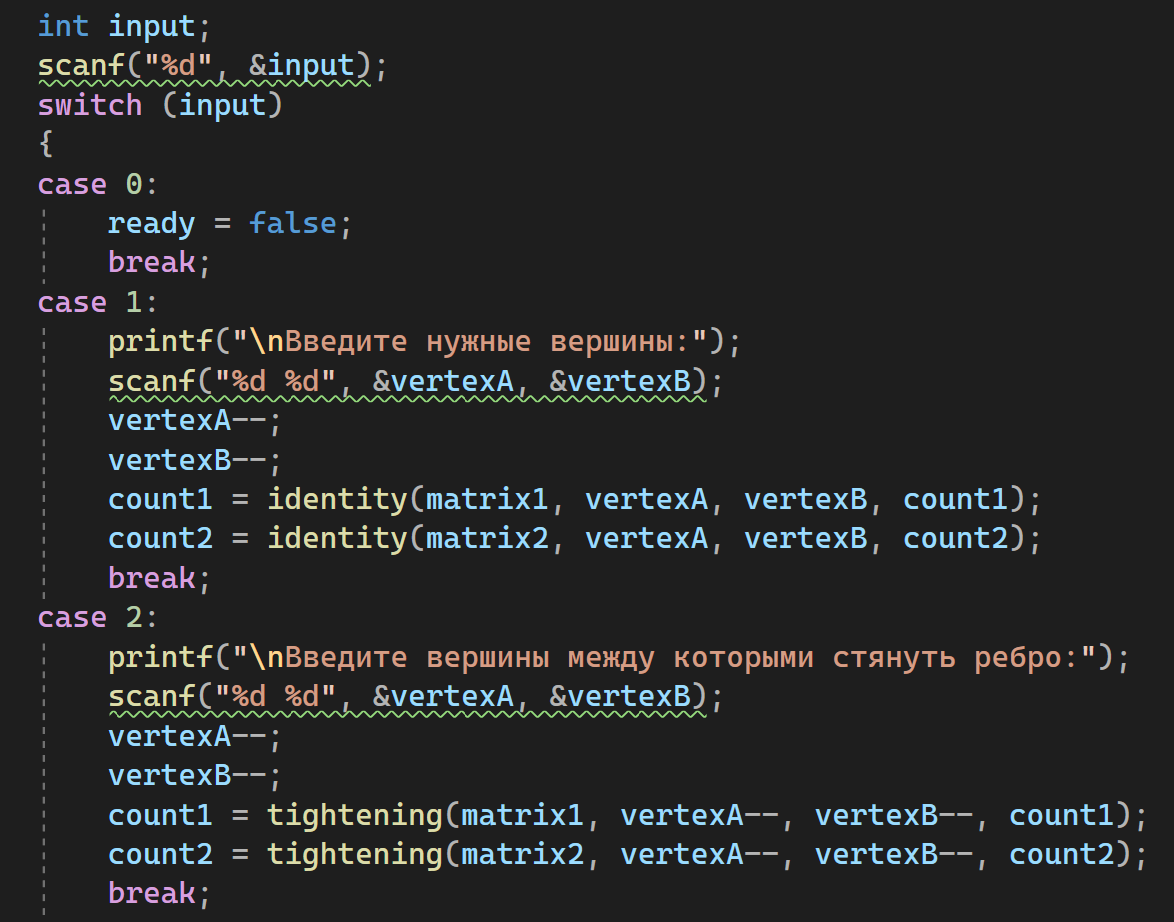 int input;
scanf("%d", &input);
switch (input)
{
case 0:
    ready = false;
    break;
case 1:
    printf("\nВведите нужные вершины:");
    scanf("%d %d", &vertexA, &vertexB);
    vertexA--;
    vertexB--;
    count1 = identity(matrix1, vertexA, vertexB, count1);
    count2 = identity(matrix2, vertexA, vertexB, count2);
    break;
case 2:
    printf("\nВведите вершины между которыми стянуть ребро:");
    scanf("%d %d", &vertexA, &vertexB);
    vertexA--;
    vertexB--;
    count1 = tightening(matrix1, vertexA--, vertexB--, count1);
    count2 = tightening(matrix2, vertexA--, vertexB--, count2);
    break;